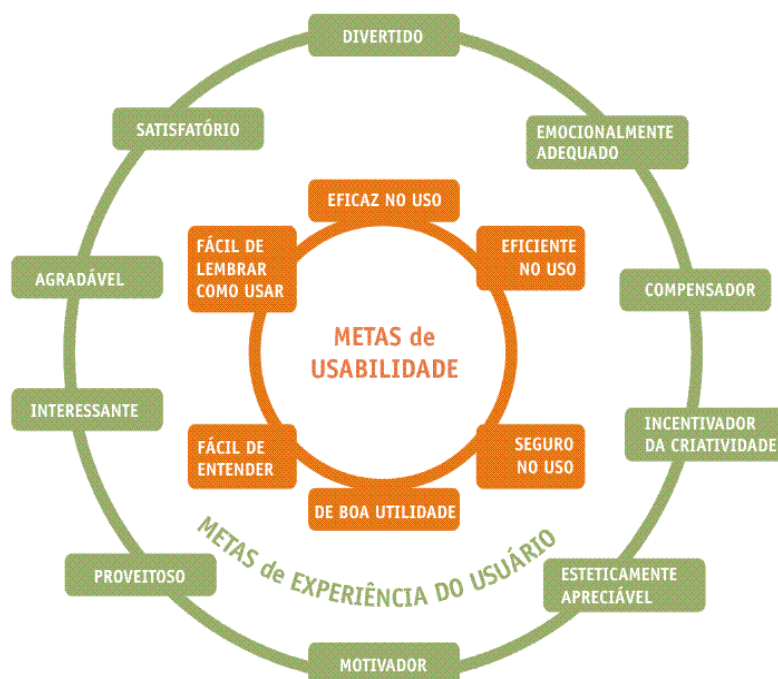 DIVERTIDO
SATISFATÓRIO
EMOCIONALMENTE
ADEQUADO
EFICAZ NO USO
FÁCIL DE
LEMBRAR
COMO USAR
EFICIENTE
NO USO
AGRADÁVEL
COMPENSADOR
METAS de
USABILIDADE
INTERESSANTE
INCENTIVADOR
DA CRIATIVIDADE
FÁCIL DE
ENTENDER
SEGURO
NO USO
DE BOA UTILIDADE
METAS de EXPERIÊNCIA DO USUÁRIO
PROVEITOSO
ESTETICAMENTE
APRECIÁVEL
MOTIVADOR